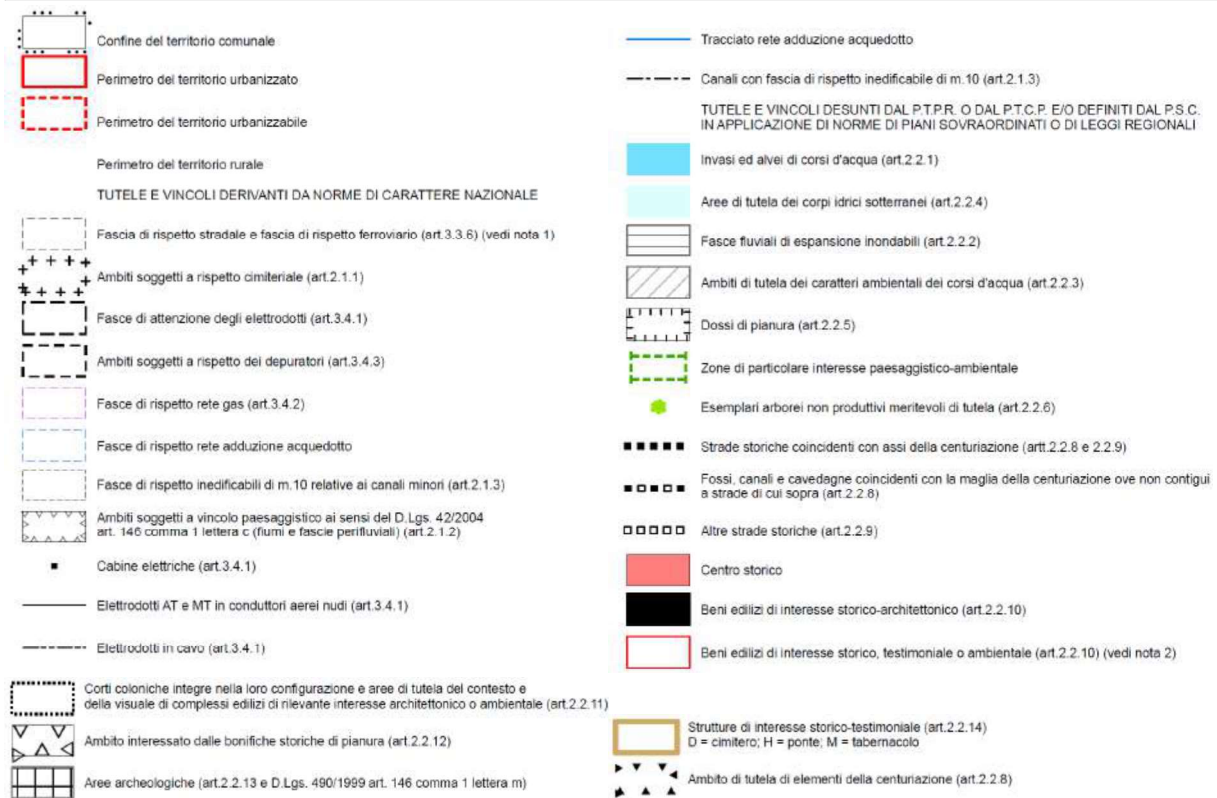 Confine del territorio comunale
Perimetro del territorio urbanizzato
Perimetro del territorio urbanizzabile
Perimetro del territorio rurale
TUTELE E VINCOLI DERIVANTI DA NORME DI CARATTERE NAZIONALE
Fascia di rispetto stradale e fascia di rispetto ferroviario (art.3.3.6) (vedi nota 1)
Ambiti soggetti a rispetto cimiteriale (art.2.1.1)
Fasce di attenzione degli elettrodotti (art.3.4.1)
Ambiti soggetti a rispetto dei depuratori (art.3.4.3)
Fasce di rispetto rete gas (art.3.4.2)
Fasce di rispetto rete adduzione acquedotto
Fasce di rispetto inedificabili di m.10 relative ai canali minori (art.2.1.3)
Ambiti soggetti a vincolo paesaggistico ai sensi del D.Lgs. 42/2004
art. 146 comma 1 lettera c (fiumi e fascie perifluviali) (art.2.1.2)
Cabine elettriche (art.3.4.1)
Elettrodotti AT e MT in conduttori aerei nudi (art.3.4.1)
Elettrodotti in cavo (art.3.4.1)
Corti coloniche integre nella loro configurazione e aree di tutela del contesto e
della visuale di complessi edilizi di rilevante interesse architettonico o ambientale (art.2.2.11)
Ambito interessato dalle bonifiche storiche di pianura (art.2.2.12)
Aree archeologiche (art.2.2.13 e D.Lgs. 490/1999 art. 146 comma 1 lettera m)
Tracciato rete adduzione acquedotto
Canali con fascia di rispetto inedificabile di m.10 (art.2.1.3)
TUTELE E VINCOLI DESUNTI DAL P.T.P.R. O DAL P.T.C.P. E/O DEFINITI DAL P.S.C.
IN APPLICAZIONE DI NORME DI PIANI SOVRAORDINATI O DI LEGGI REGIONALI
Invasi ed alvei di corsi d'acqua (art.2.2.1)
Aree di tutela dei corpi idrici sotterranei (art.2.2.4)
Fasce fluviali di espansione inondabili (art.2.2.2)
Ambiti di tutela dei caratteri ambientali dei corsi d'acqua (art.2.2.3)
Dossi di pianura (art.2.2.5)
Zone di particolare interesse paesaggistico-ambientale
Esemplari arborei non produttivi meritevoli di tutela (art.2.2.6)
Strade storiche coincidenti con assi della centuriazione (artt.2.2.8 e 2.2.9)
Fossi, canali e cavedagne coincidenti con la maglia della centuriazione ove non contigui
a strade di cui sopra (art.2.2.8)
Altre strade storiche (art.2.2.9)
Centro storico
Beni edilizi di interesse storico-architettonico (art.2.2.10)
Beni edilizi di interesse storico, testimoniale o ambientale (art.2.2.10) (vedi nota 2)
Strutture di interesse storico-testimoniale (art.2.2.14)
D = cimitero; H = ponte; M = tabernacolo
Ambito di tutela di elementi della centuriazione (art.2.2.8)